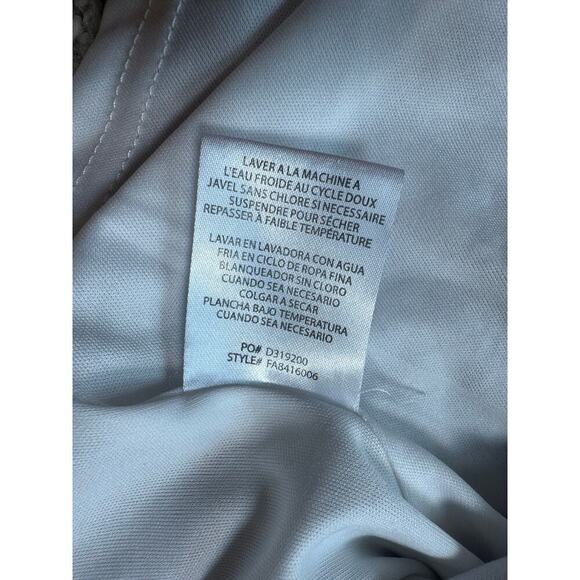 LAVER A LA MACHINE A
L'EAU FROIDE AU CYCLE DOUX
JAVEL SANS CHLORE SI NECESSAIRE
SUSPENDRE POUR SÉCHER
REPASSER À FAIBLE TEMPÉRATURE
LAVAR EN LAVADORA CON AGUA
FRIA EN CICLO DE ROPA FINA
BLANQUEADOR SIN CLORO
CUANDO SEA NECESARIO
COLGAR A SECAR
PLANCHA BAJO TEMPERATURA
CUANDO SEA NECESARIO
PO# D319200
STYLE# FA8416006